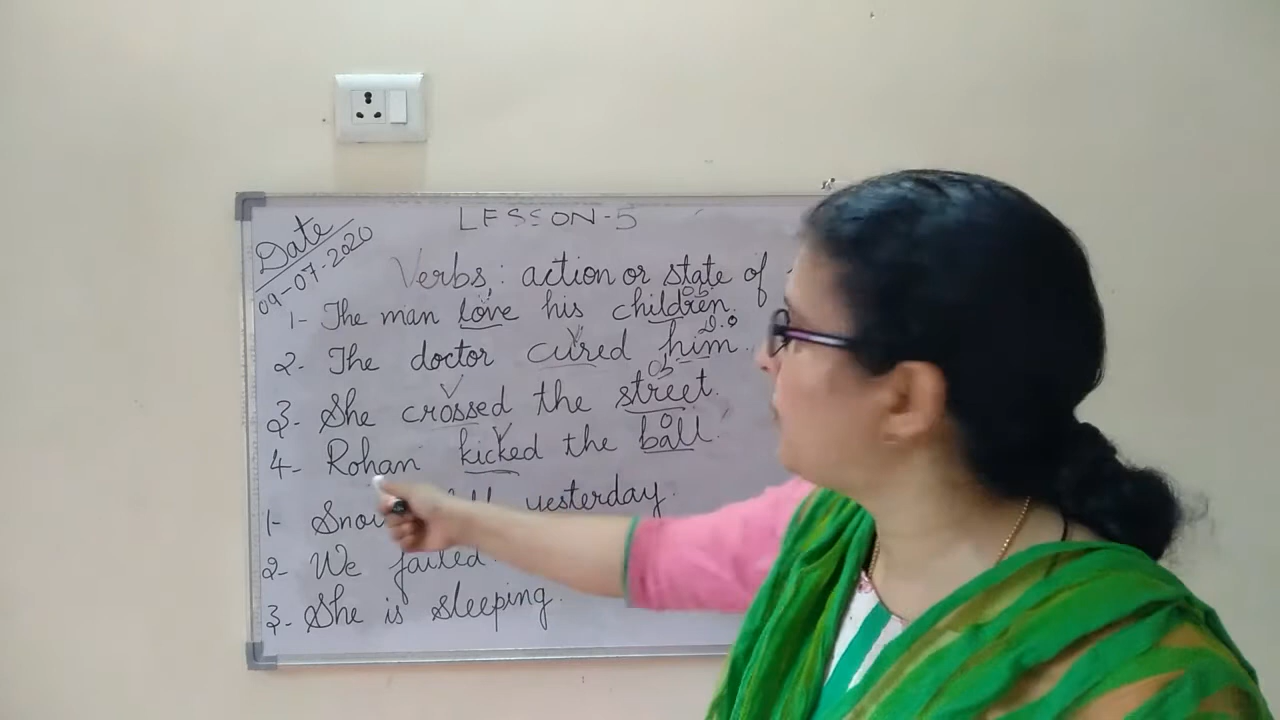 LESSON-5
Date
09-07-2020
Verbs: action or state of
1- The man love his children.
Ob
2. The doctor cured him.
V D.O
3- She crossed the street.
V Ob
4- Rohan kicked the ball.
V O
1- yesterday.
2- We failed.
3- She is sleeping.